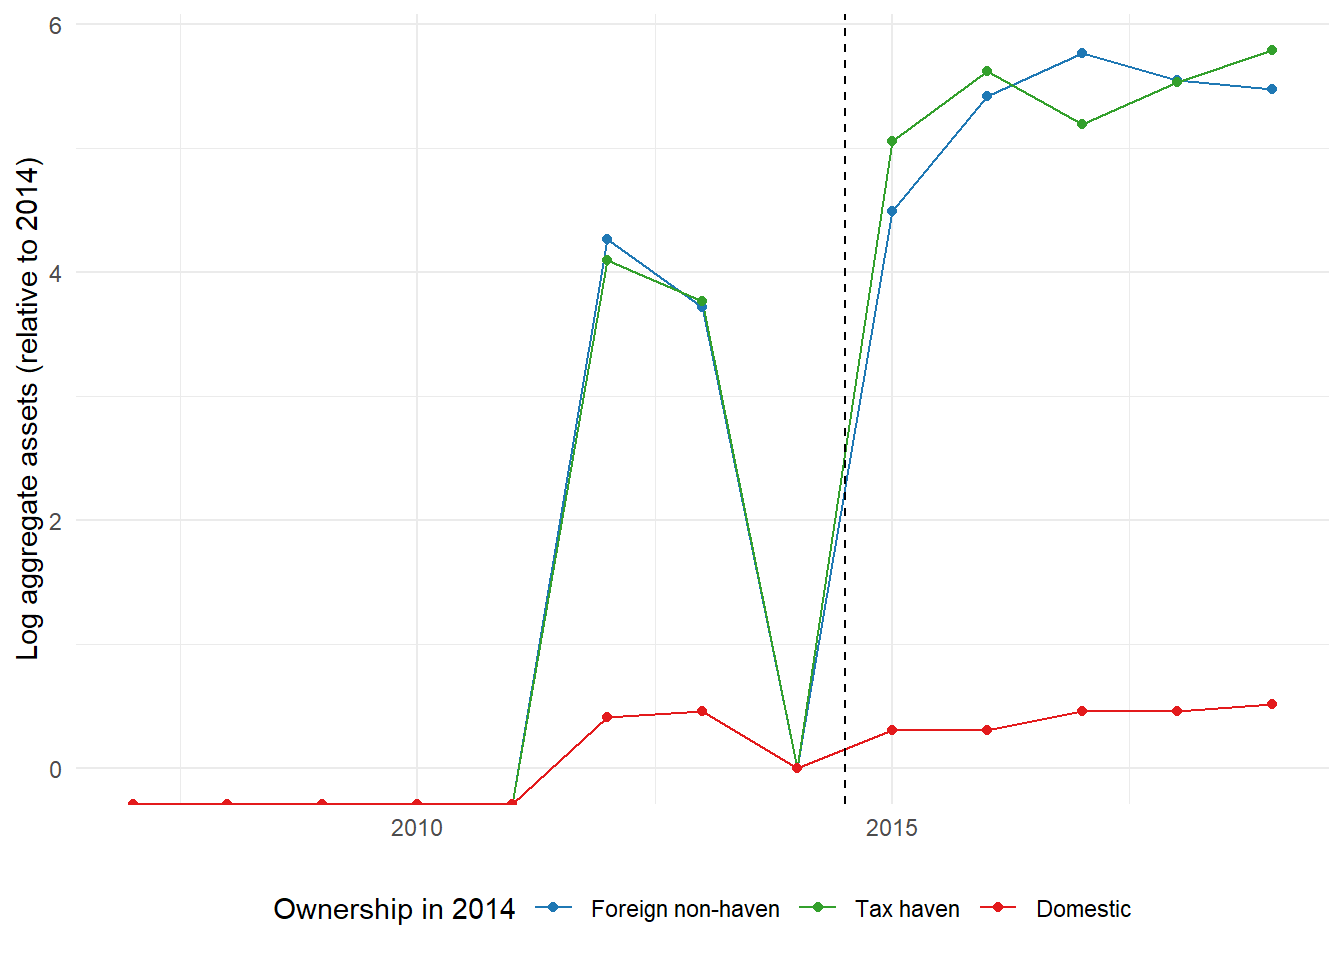 Log aggregate assets (relative to 2014)
6
4
2
0
2010
2015
Ownership in 2014
Foreign non-haven
Tax haven
Domestic